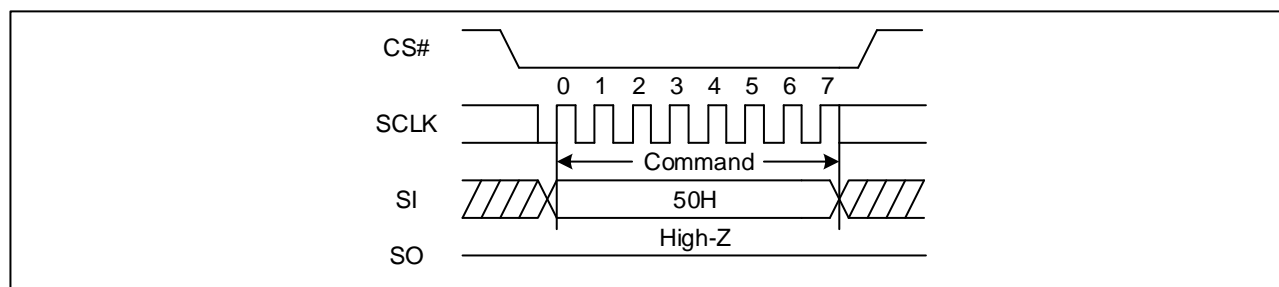 CS#
0 1 2 3 4 5 6 7
SCLK
Command
SI
50H
High-Z
SO